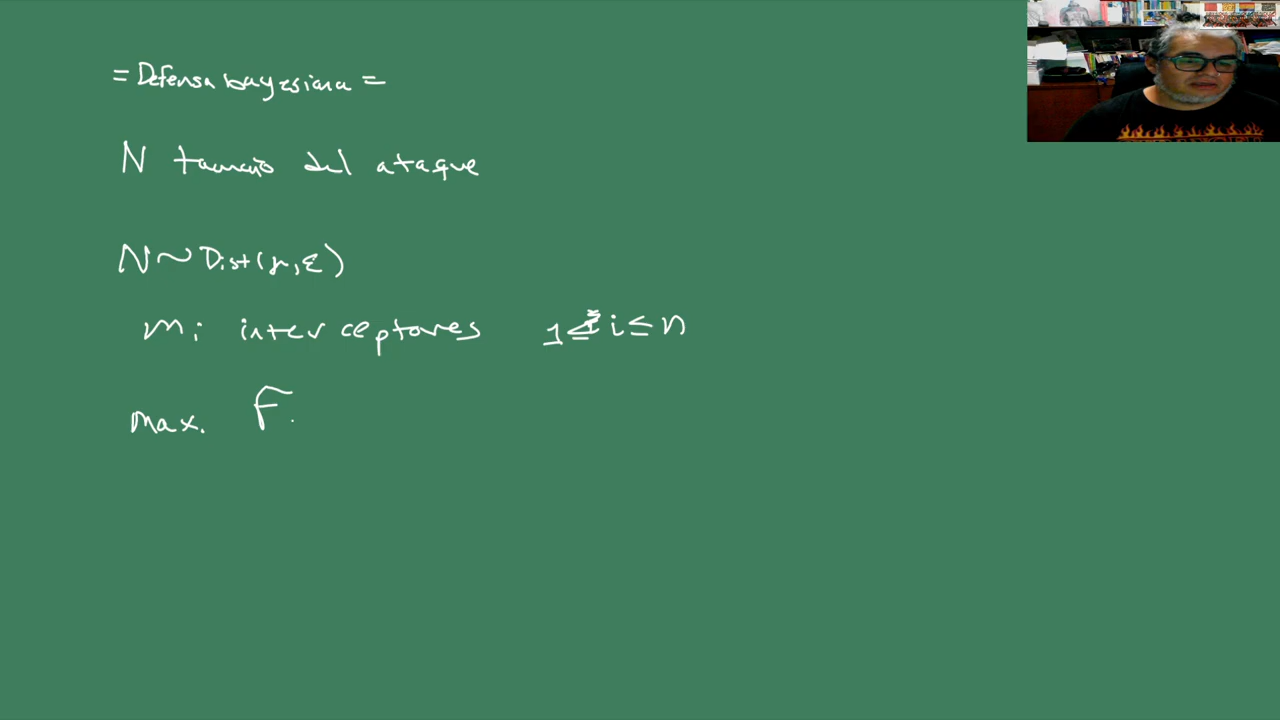 = Defensa bayesiana =
N tamaño del ataque
N ~ Dist(μ, Σ)
mi interceptores 1 ≤ i ≤ n
max. F.